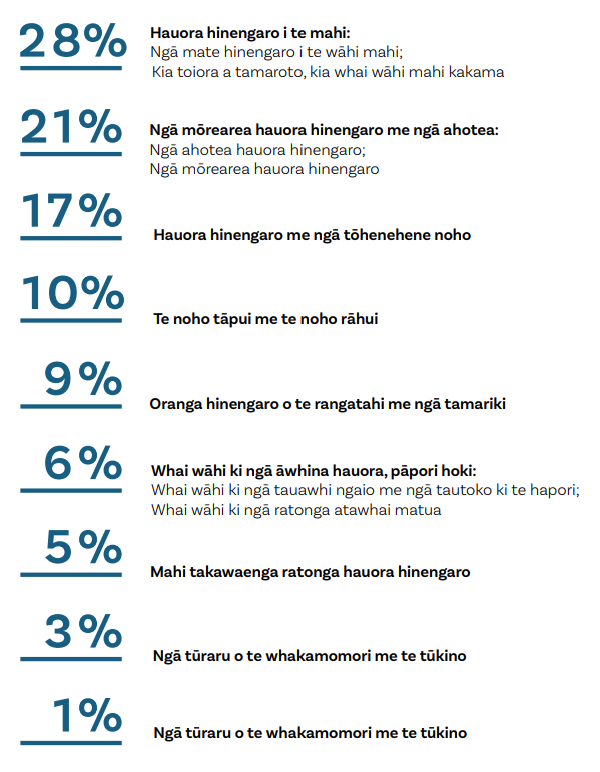 28%
Hauora hinengaro i te mahi:
Ngā mate hinengaro i te wāhi mahi;
Kia toiora a tamaroto, kia whai wāhi mahi kakama
21%
Ngā mōrearea hauora hinengaro me ngā ahotea:
Ngā ahotea hauora hinengaro;
Ngā mōrearea hauora hinengaro
17%
Hauora hinengaro me ngā tōhenehene noho
10%
Te noho tāpui me te noho rāhui
9%
Oranga hinengaro o te rangatahi me ngā tamariki
6%
Whai wāhi ki ngā āwhina hauora, pāpori hoki:
Whai wāhi ki ngā tauawhi ngaio me ngā tautoko ki te hapori;
Whai wāhi ki ngā ratonga atawhai matua
5%
Mahi takawaenga ratonga hauora hinengaro
3%
Ngā tūraru o te whakamomori me te tūkino
1%
Ngā tūraru o te whakamomori me te tūkino